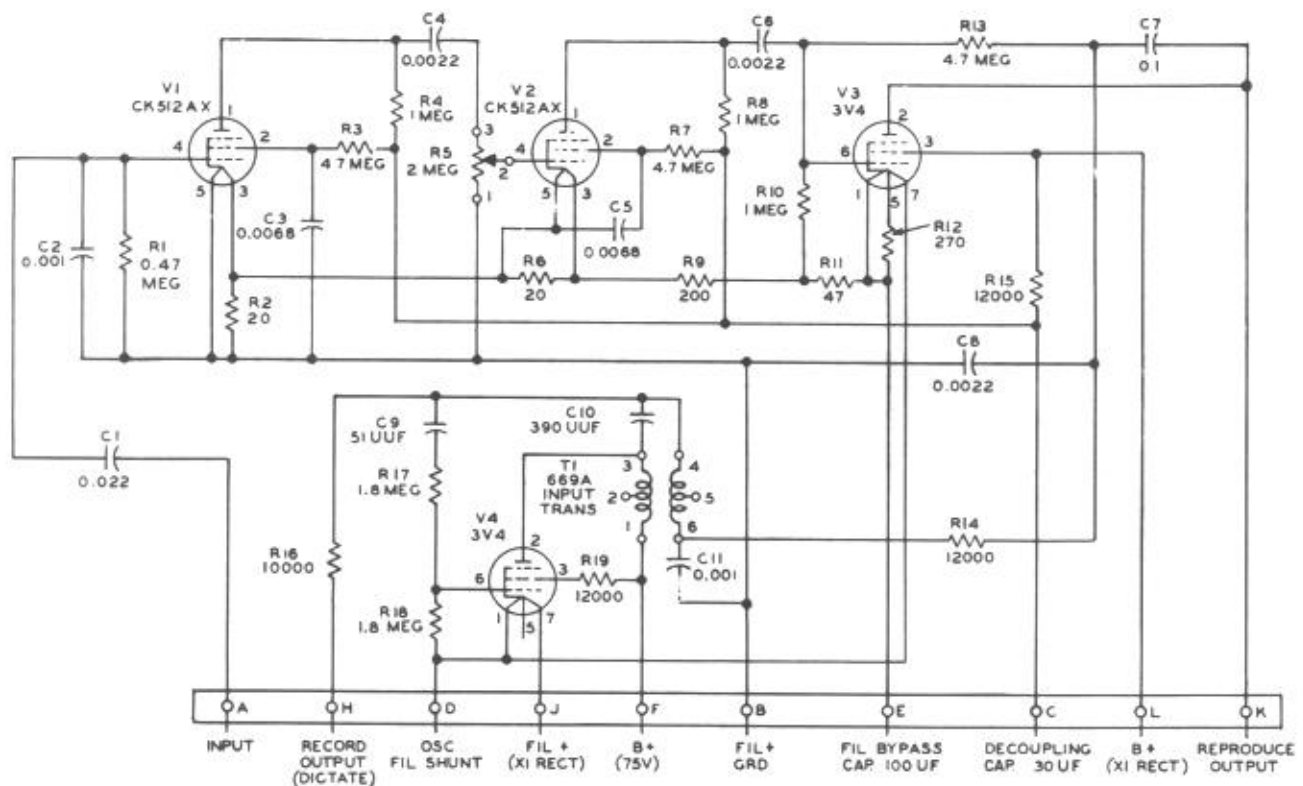 C4
0.0022
C6
0.0022
R13
4.7 MEG
C7
0.1
V1
CK512AX
1
4
2
5
3
R3
4.7 MEG
R4
1 MEG
3
R5
2 MEG
2
1
V2
CK512AX
1
4
2
5
3
R7
4.7 MEG
R8
1 MEG
V3
3V4
2
6
3
1
5
7
R10
1 MEG
R12
270
C2
0.001
R1
0.47
MEG
C3
0.0068
C5
0.0068
R2
20
R6
20
R9
200
R11
47
R15
12000
C8
0.0022
C1
0.022
C9
51 UUF
C10
390 UUF
R17
1.8 MEG
T1
669A
INPUT
TRANS
3
2
1
4
5
6
V4
3V4
2
6
3
1
5
7
R19
12000
C11
0.001
R14
12000
R16
10000
R18
1.8 MEG
A
H
D
J
F
B
E
C
L
K
INPUT
RECORD
OUTPUT
(DICTATE)
OSC
FIL SHUNT
FIL +
(X1 RECT)
B+
(75V)
FIL+
GRD
FIL BYPASS
CAP. 100 UF
DECOUPLING
CAP 30 UF
B+
(X1 RECT)
REPRODUCE
OUTPUT